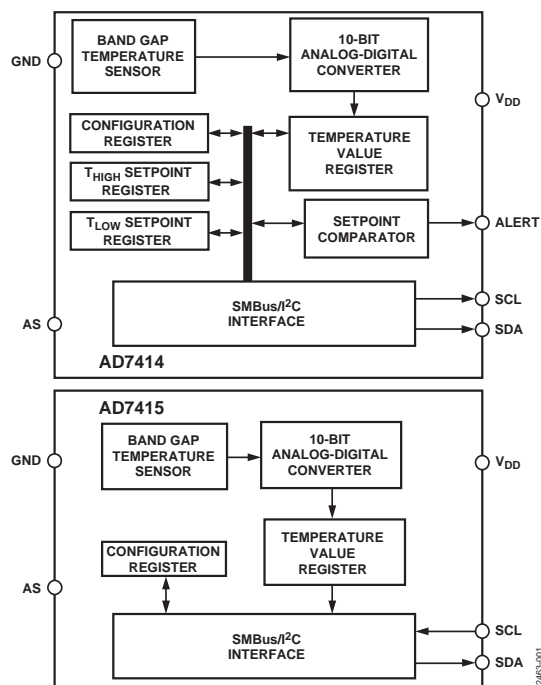 BAND GAP
TEMPERATURE
SENSOR
10-BIT
ANALOG-DIGITAL
CONVERTER
GND
VDD
CONFIGURATION
REGISTER
TEMPERATURE
VALUE
REGISTER
THIGH SETPOINT
REGISTER
TLOW SETPOINT
REGISTER
SETPOINT
COMPARATOR
ALERT
SMBus/I2C
INTERFACE
SCL
AS
SDA
AD7414
AD7415
BAND GAP
TEMPERATURE
SENSOR
10-BIT
ANALOG-DIGITAL
CONVERTER
GND
VDD
CONFIGURATION
REGISTER
TEMPERATURE
VALUE
REGISTER
AS
SMBus/I2C
INTERFACE
SCL
SDA
2463-001